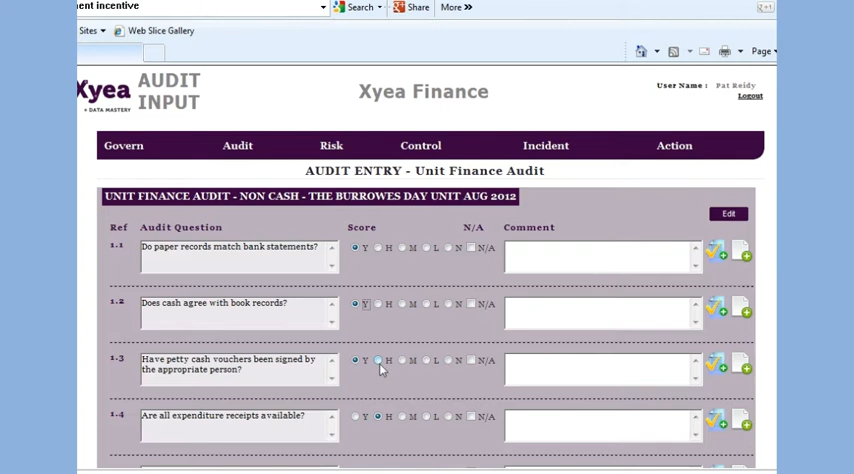 nent incentive
Search
Share
More »
+1
Sites
Web Slice Gallery
Page
Xyea
+ DATA MASTERY
AUDIT
INPUT
Xyea Finance
User Name : Pat Reidy
Logout
Govern Audit Risk Control Incident Action
AUDIT ENTRY - Unit Finance Audit
UNIT FINANCE AUDIT - NON CASH - THE BURROWES DAY UNIT AUG 2012
Edit
Ref Audit Question Score N/A Comment
1.1 Do paper records match bank statements? Y H M L N N/A
1.2 Does cash agree with book records? Y H M L N N/A
1.3 Have petty cash vouchers been signed by Y H M L N N/A
the appropriate person?
1.4 Are all expenditure receipts available? Y H M L N N/A